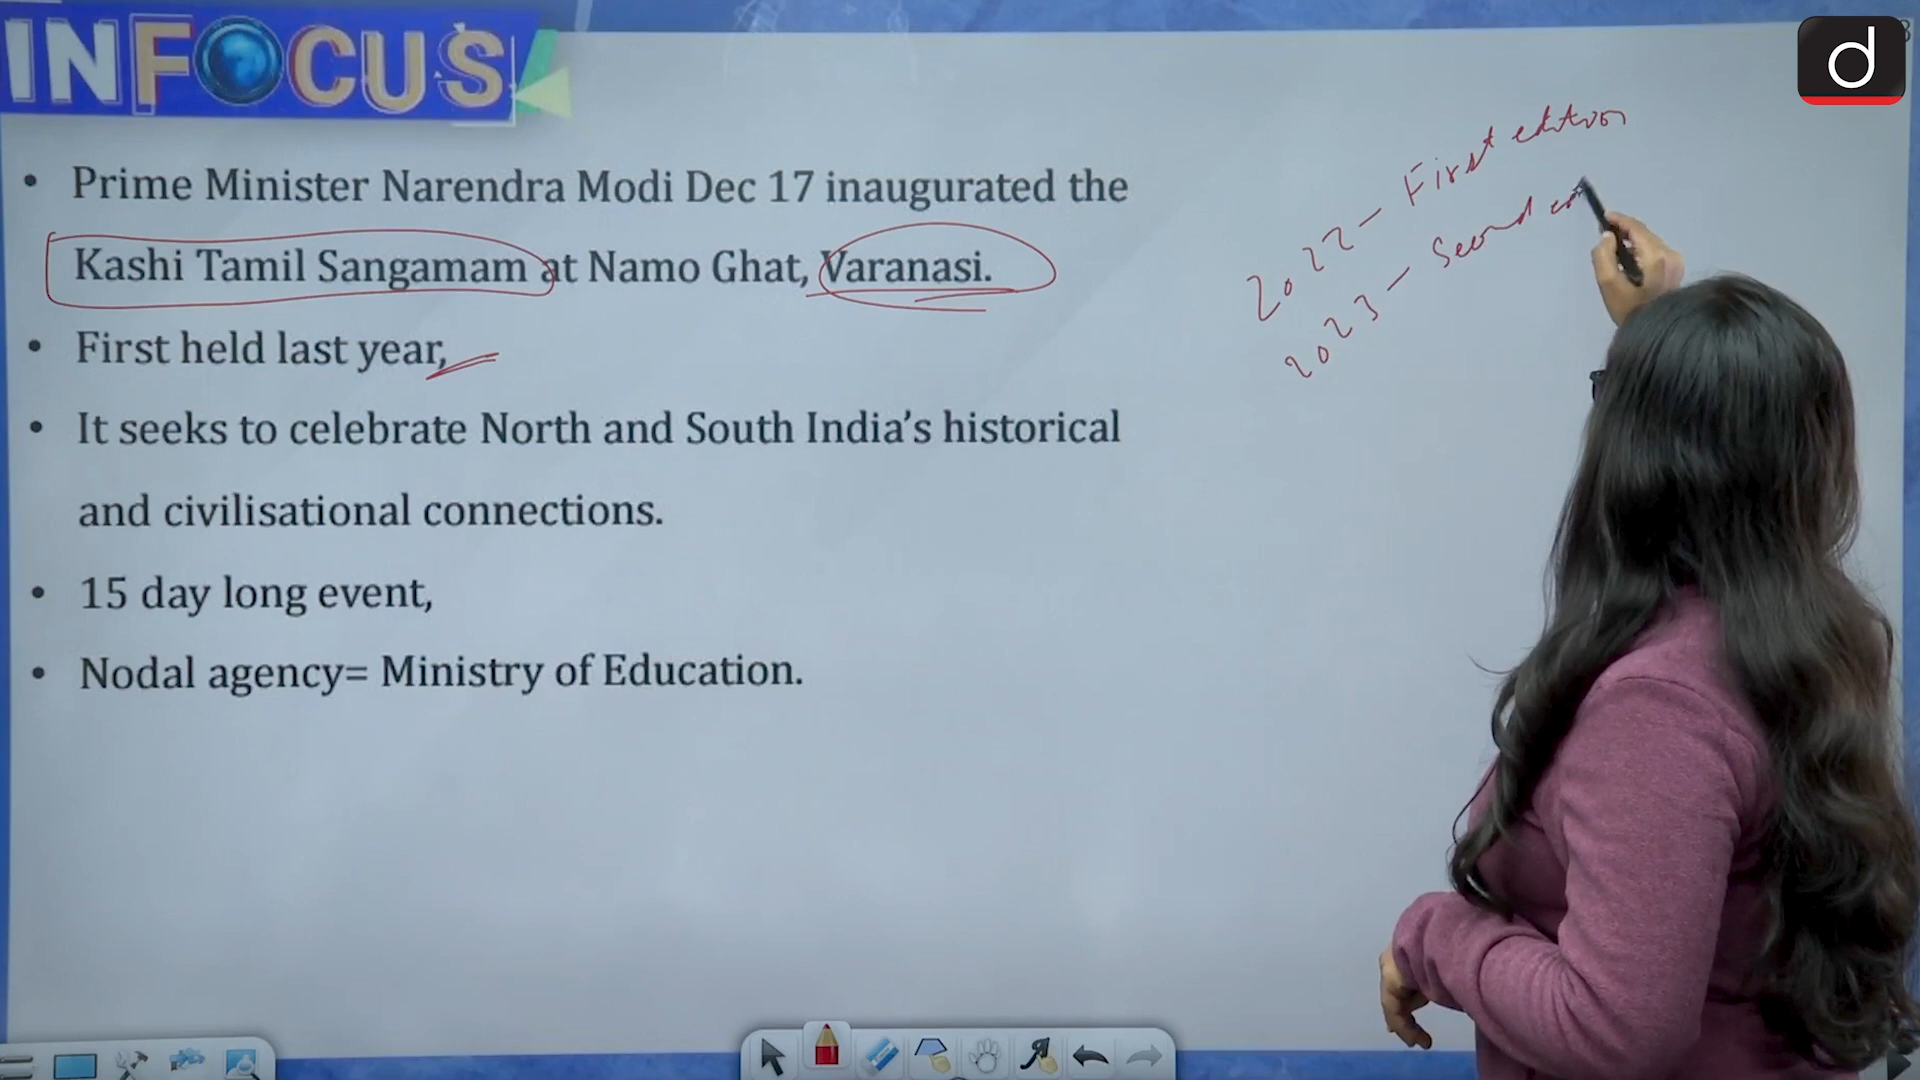 INFOCUS
d
• Prime Minister Narendra Modi Dec 17 inaugurated the
Kashi Tamil Sangamam at Namo Ghat, Varanasi.
• First held last year,
• It seeks to celebrate North and South India's historical
and civilisational connections.
• 15 day long event,
• Nodal agency= Ministry of Education.
2022 – First edition
2023 – Second